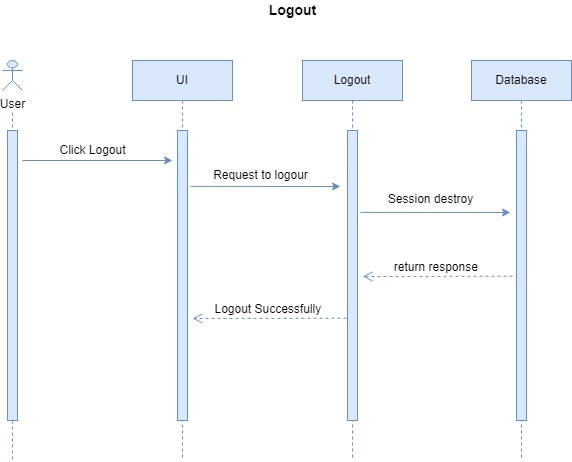 Logout
User
UI
Logout
Database
Click Logout
Request to logour
Session destroy
return response
Logout Successfully